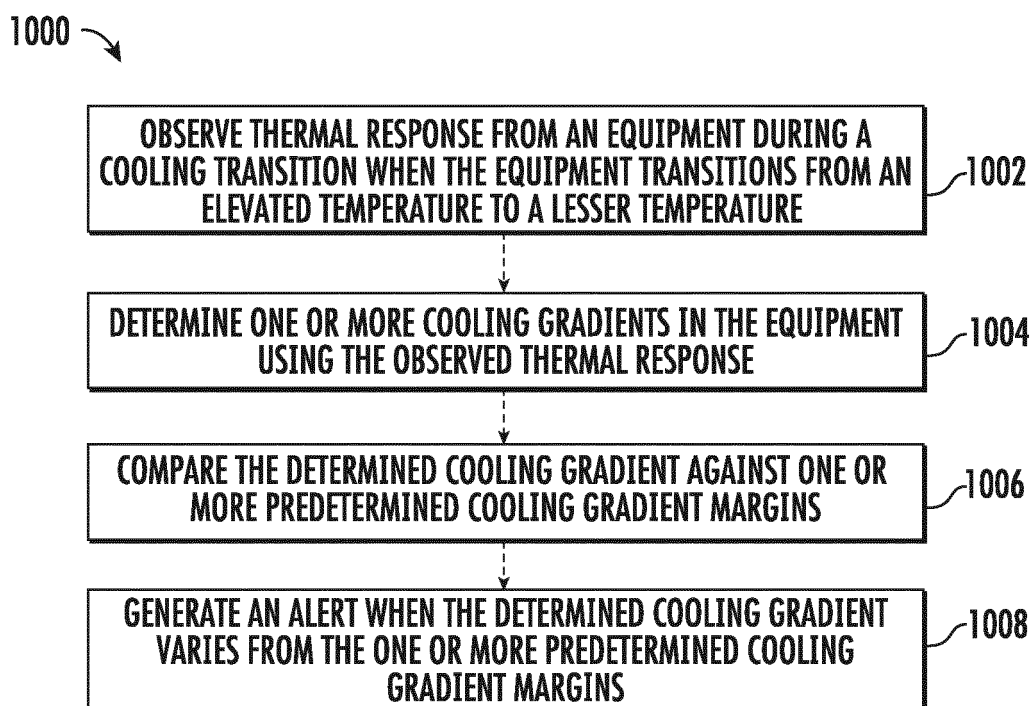 1000
OBSERVE THERMAL RESPONSE FROM AN EQUIPMENT DURING A
COOLING TRANSITION WHEN THE EQUIPMENT TRANSITIONS FROM AN
ELEVATED TEMPERATURE TO A LESSER TEMPERATURE
1002
DETERMINE ONE OR MORE COOLING GRADIENTS IN THE EQUIPMENT
USING THE OBSERVED THERMAL RESPONSE
1004
COMPARE THE DETERMINED COOLING GRADIENT AGAINST ONE OR
MORE PREDETERMINED COOLING GRADIENT MARGINS
1006
GENERATE AN ALERT WHEN THE DETERMINED COOLING GRADIENT
VARIES FROM THE ONE OR MORE PREDETERMINED COOLING
GRADIENT MARGINS
1008